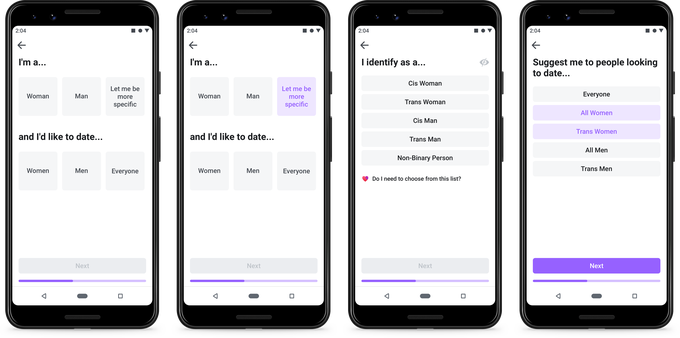 2:04
I'm a...
Woman
Man
Let me be
more
specific
and I'd like to date...
Women
Men
Everyone
Next
2:04
I'm a...
Woman
Man
Let me be
more
specific
and I'd like to date...
Women
Men
Everyone
Next
2:04
I identify as a...
Cis Woman
Trans Woman
Cis Man
Trans Man
Non-Binary Person
Do I need to choose from this list?
Next
2:04
Suggest me to people looking
to date...
Everyone
All Women
Trans Women
All Men
Trans Men
Next